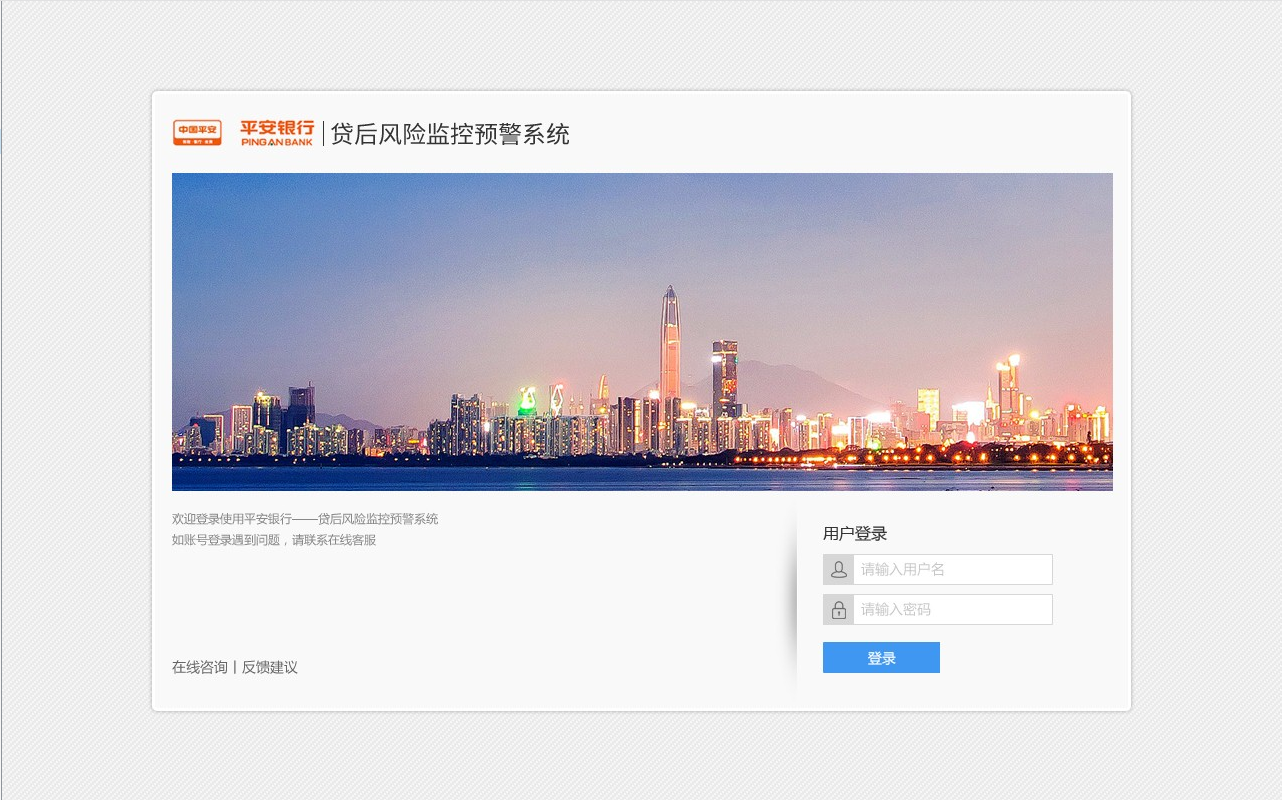 中国平安
平安银行
PINGAN BANK
贷后风险监控预警系统
欢迎登录使用平安银行——贷后风险监控预警系统
如账号登录遇到问题，请联系在线客服
在线咨询丨反馈建议
用户登录
请输入用户名
请输入密码
登录